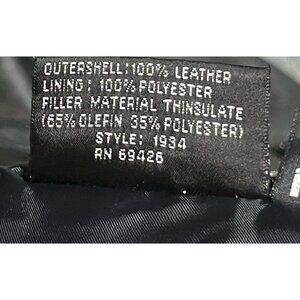 OUTERSHELL: 100% LEATHER
LINING: 100% POLYESTER
FILLER MATERIAL THINSULATE
(65% OLEFIN 35% POLYESTER)
STYLE: 1934
RN 69426